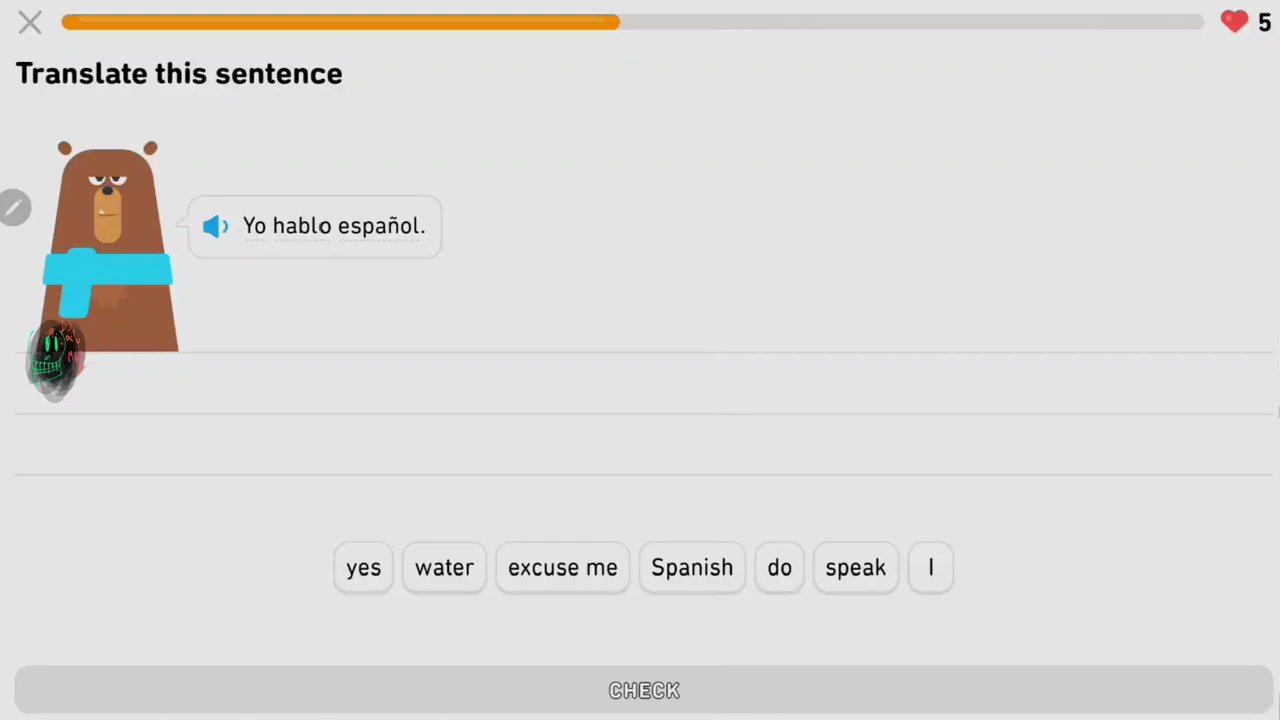 5
Translate this sentence
Yo hablo español.
yes water excuse me Spanish do speak I
CHECK